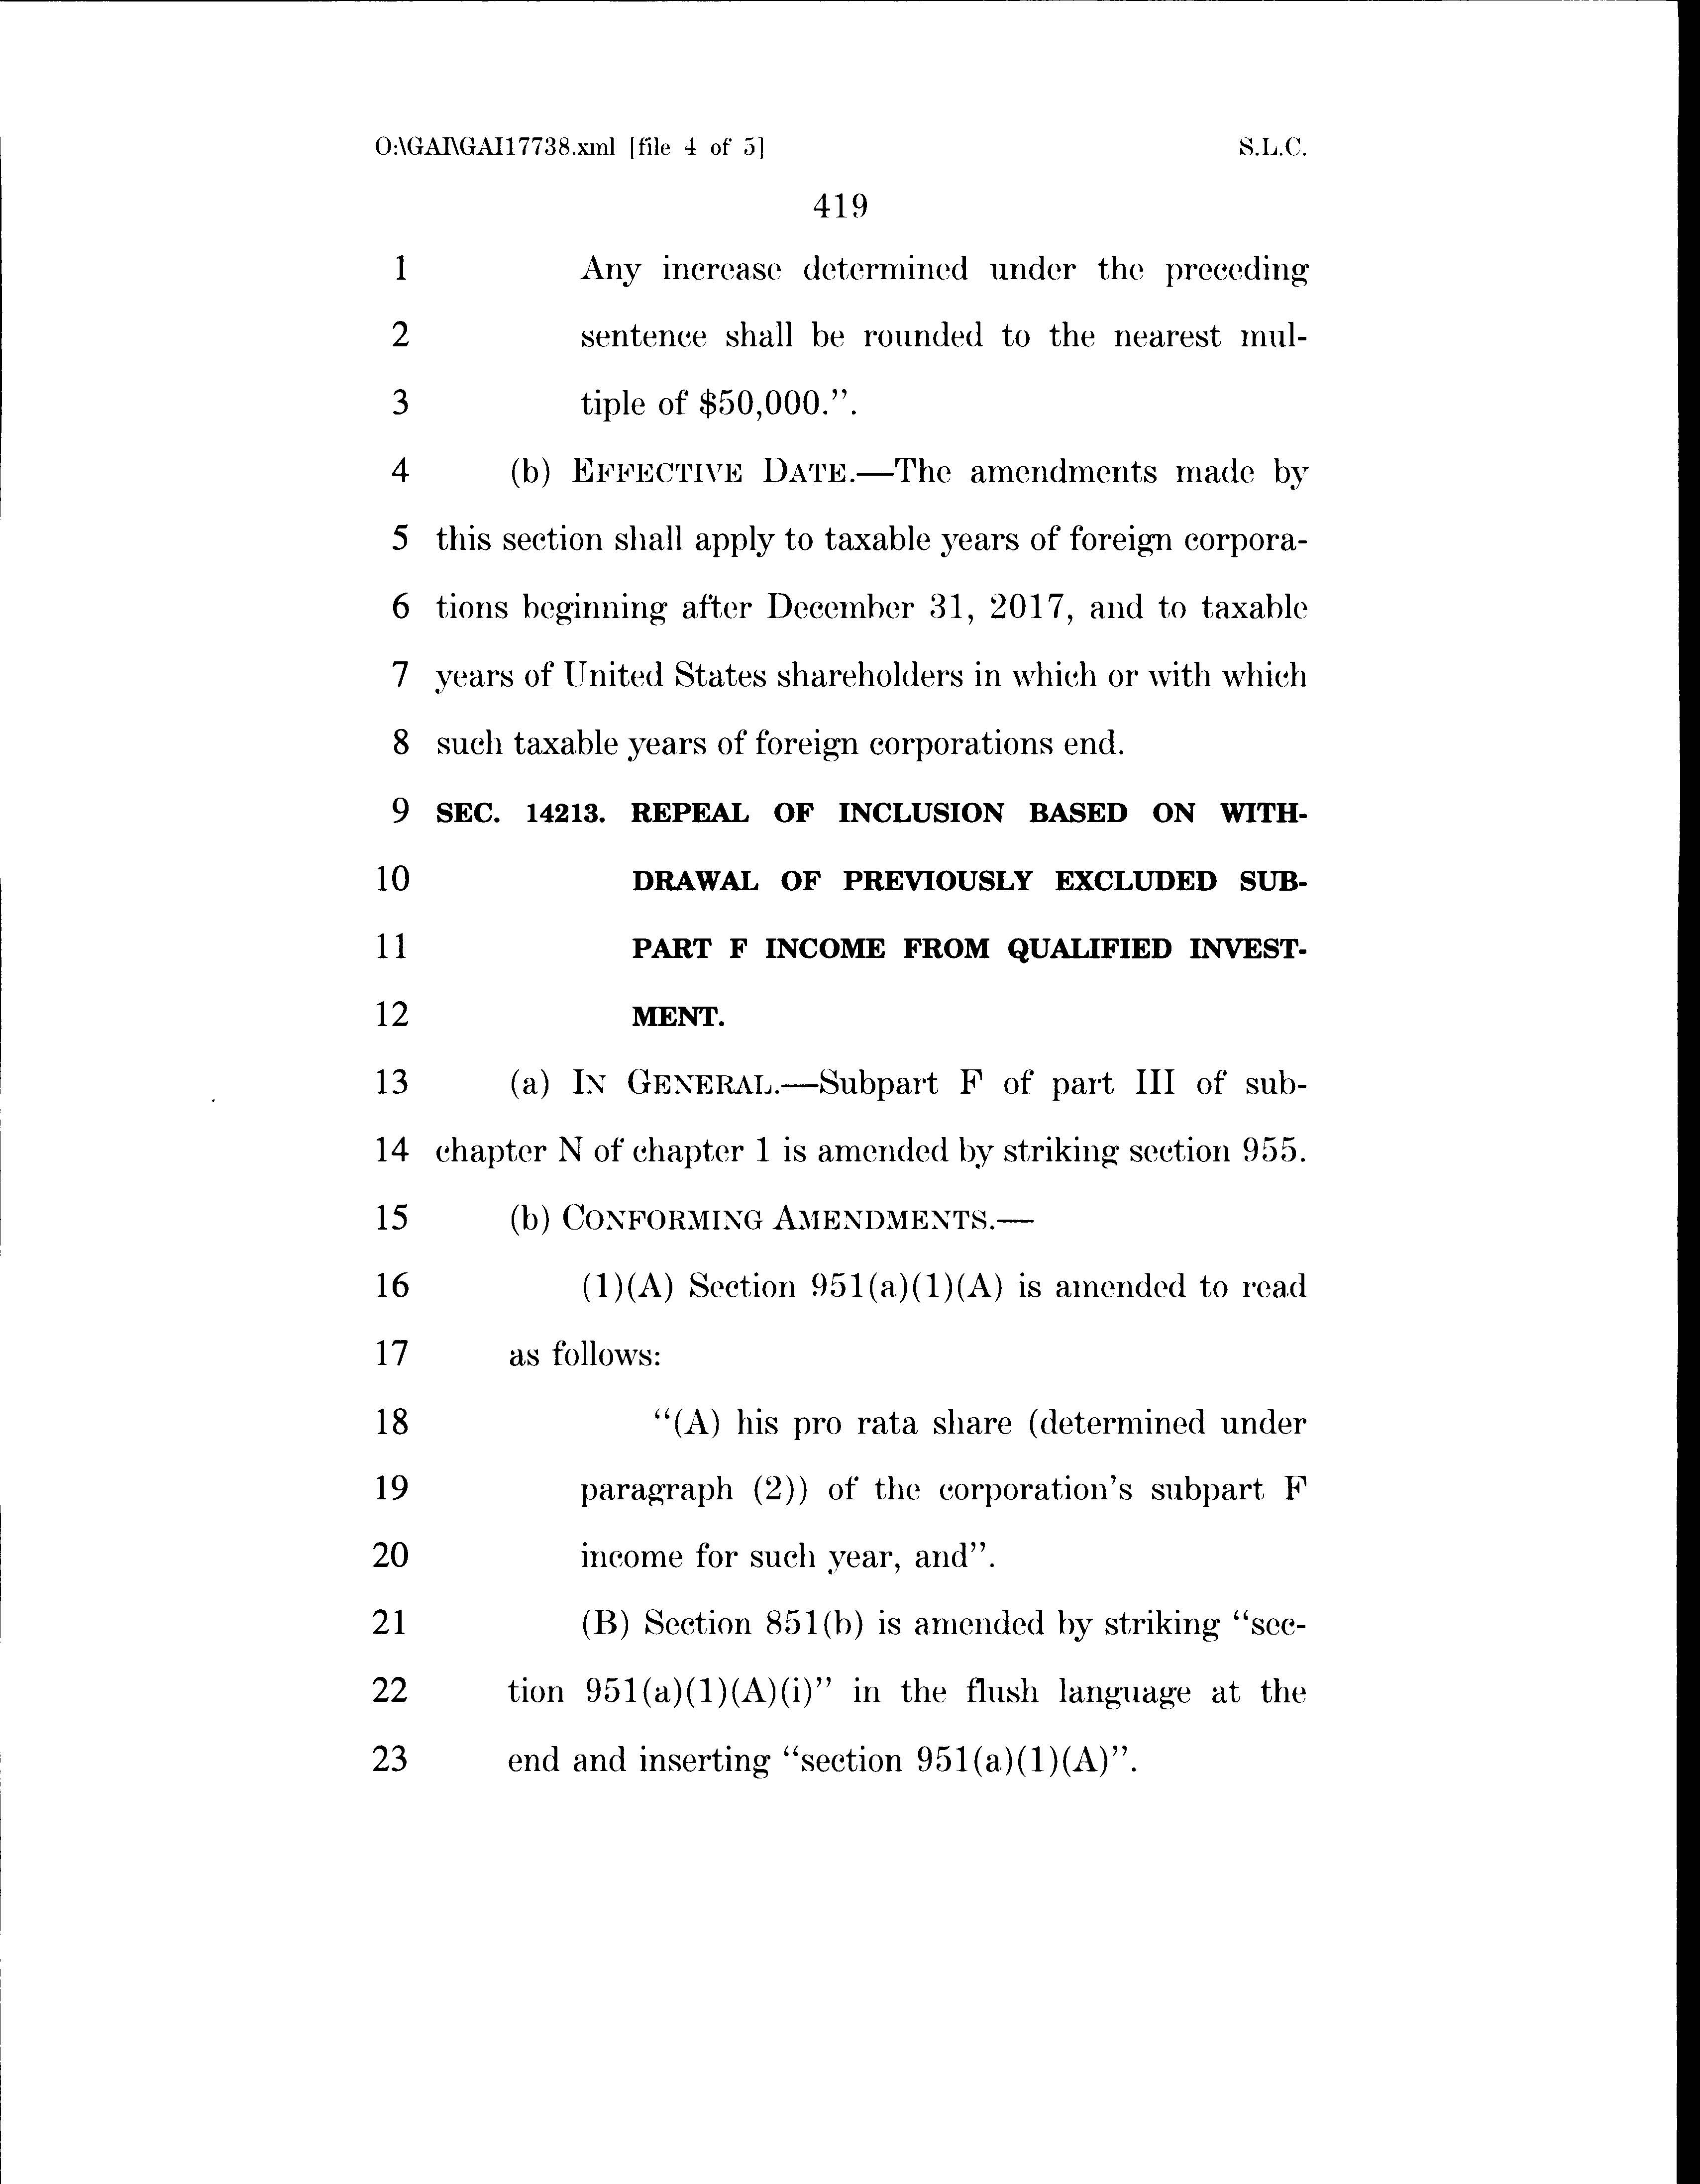 O:\GAI\GAI17738.xml [file 4 of 5] S.L.C.
419
1 Any increase determined under the preceding
2 sentence shall be rounded to the nearest mul-
3 tiple of $50,000.”.
4 (b) EFFECTIVE DATE.—The amendments made by
5 this section shall apply to taxable years of foreign corpora-
6 tions beginning after December 31, 2017, and to taxable
7 years of United States shareholders in which or with which
8 such taxable years of foreign corporations end.
9 SEC. 14213. REPEAL OF INCLUSION BASED ON WITH-
10 DRAWAL OF PREVIOUSLY EXCLUDED SUB-
11 PART F INCOME FROM QUALIFIED INVEST-
12 MENT.
13 (a) IN GENERAL.—Subpart F of part III of sub-
14 chapter N of chapter 1 is amended by striking section 955.
15 (b) CONFORMING AMENDMENTS.—
16 (1)(A) Section 951(a)(1)(A) is amended to read
17 as follows:
18 “(A) his pro rata share (determined under
19 paragraph (2)) of the corporation’s subpart F
20 income for such year, and”.
21 (B) Section 851(b) is amended by striking “sec-
22 tion 951(a)(1)(A)(i)” in the flush language at the
23 end and inserting “section 951(a)(1)(A)”.